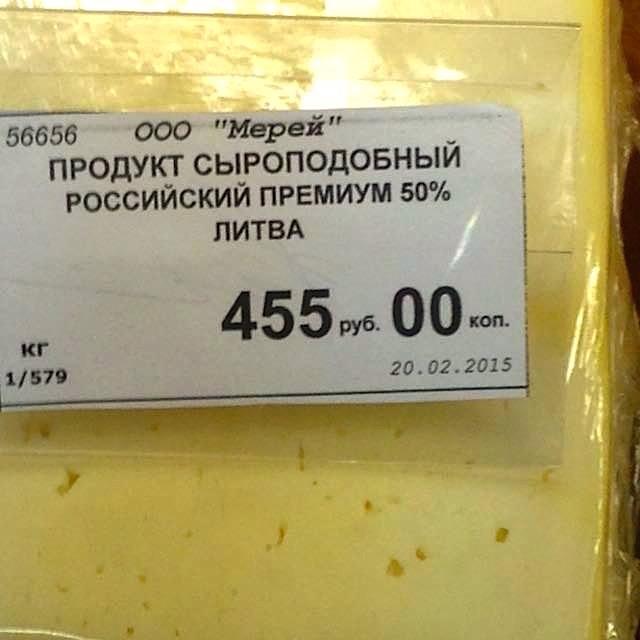 56656 ООО "Мерей"
ПРОДУКТ СЫРОПОДОБНЫЙ
РОССИЙСКИЙ ПРЕМИУМ 50%
ЛИТВА
455 руб. 00 коп.
кг
1/579 20.02.2015